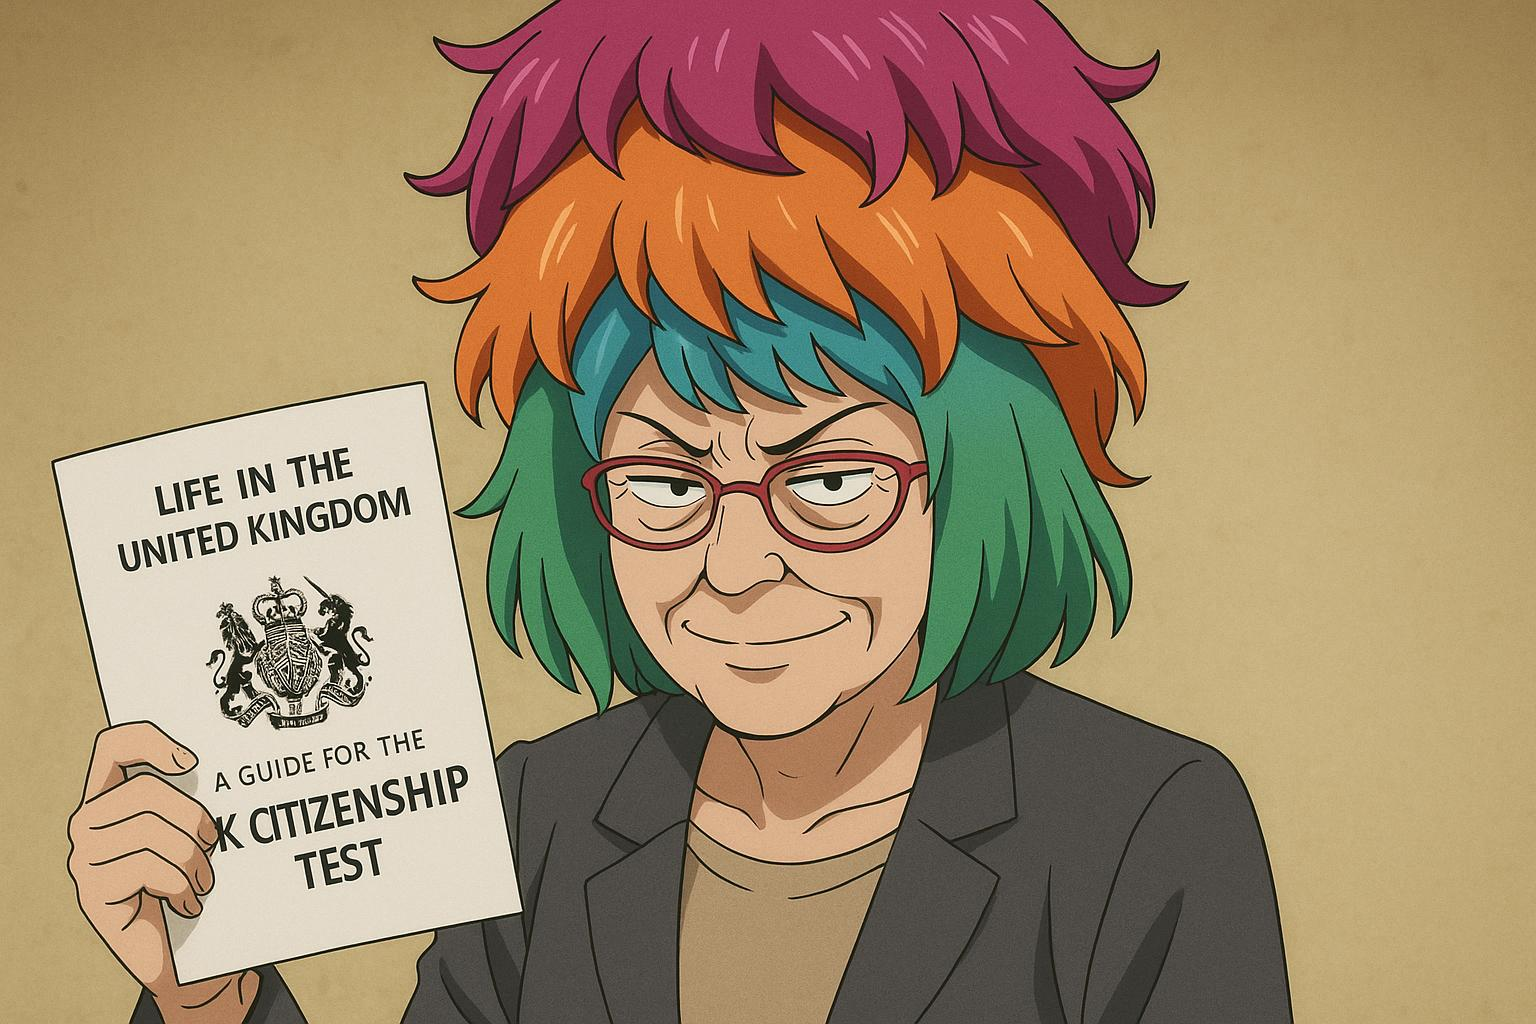 LIFE IN THE
UNITED KINGDOM
A GUIDE FOR THE
K CITIZENSHIP
TEST